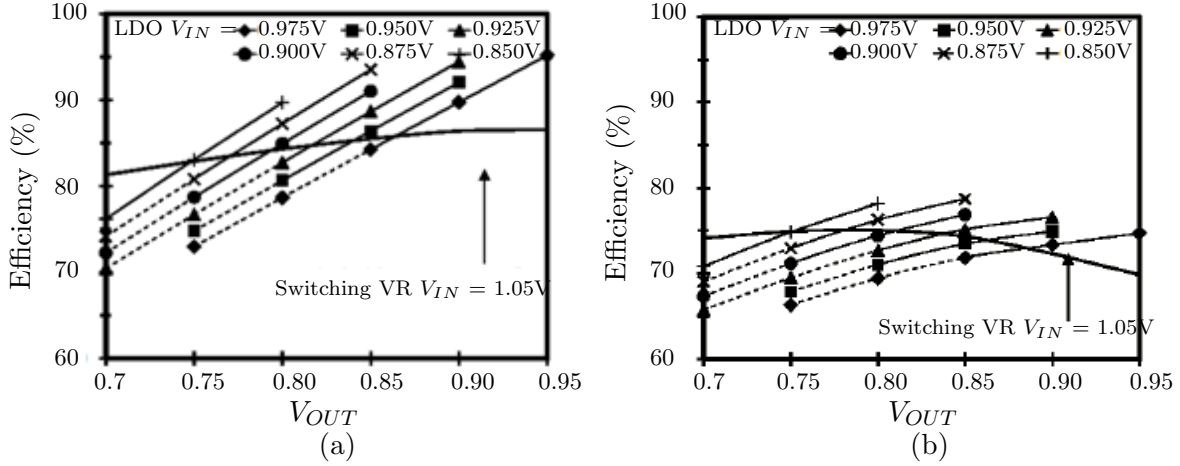 100
90
80
70
60
Efficiency (%)
LDO V_IN = 0.975V 0.950V 0.925V
0.900V 0.875V 0.850V
Switching VR V_IN = 1.05V
0.7 0.75 0.80 0.85 0.90 0.95
V_OUT
(a)
100
90
80
70
60
Efficiency (%)
LDO V_IN = 0.975V 0.950V 0.925V
0.900V 0.875V 0.850V
Switching VR V_IN = 1.05V
0.7 0.75 0.80 0.85 0.90 0.95
V_OUT
(b)